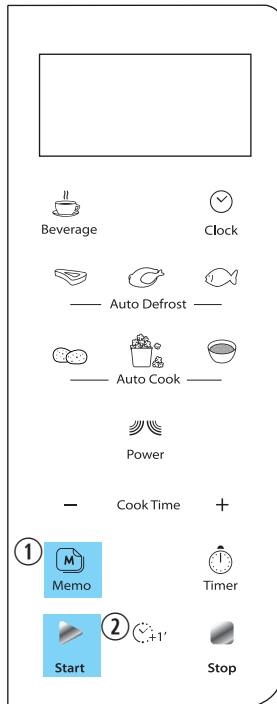 Beverage Clock
Auto Defrost
Auto Cook
Power
− Cook Time +
① M
Memo Timer
② +1'
Start Stop